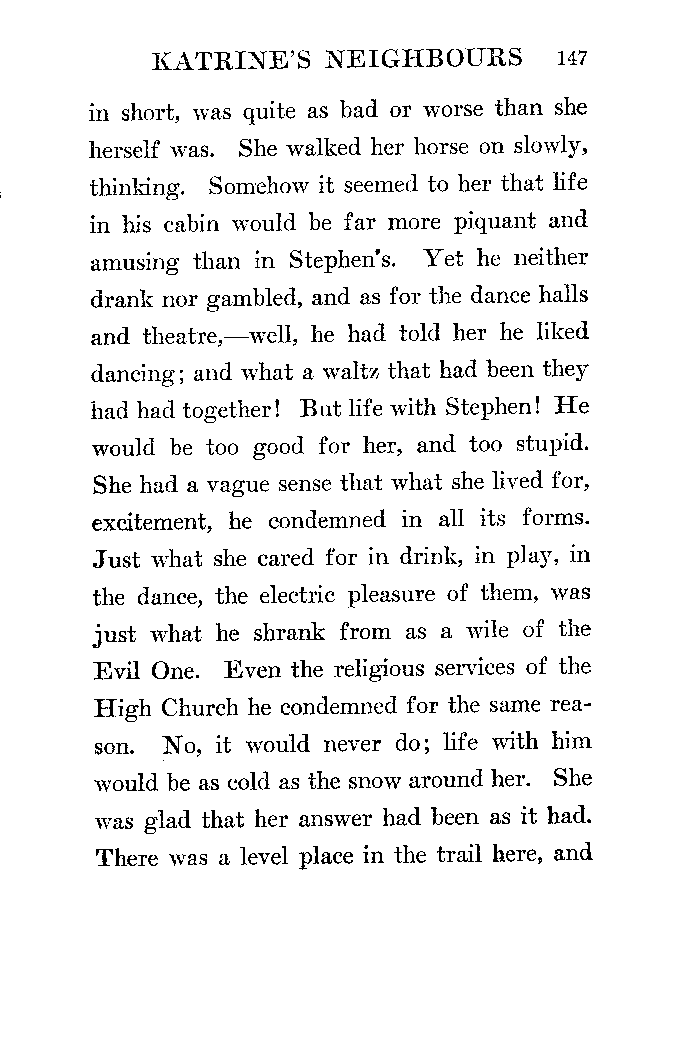 KATRINE'S NEIGHBOURS 147
in short, was quite as bad or worse than she
herself was. She walked her horse on slowly,
thinking. Somehow it seemed to her that life
in his cabin would be far more piquant and
amusing than in Stephen's. Yet he neither
drank nor gambled, and as for the dance halls
and theatre,—well, he had told her he liked
dancing; and what a waltz that had been they
had had together! But life with Stephen! He
would be too good for her, and too stupid.
She had a vague sense that what she lived for,
excitement, he condemned in all its forms.
Just what she cared for in drink, in play, in
the dance, the electric pleasure of them, was
just what he shrank from as a wile of the
Evil One. Even the religious services of the
High Church he condemned for the same rea-
son. No, it would never do; life with him
would be as cold as the snow around her. She
was glad that her answer had been as it had.
There was a level place in the trail here, and